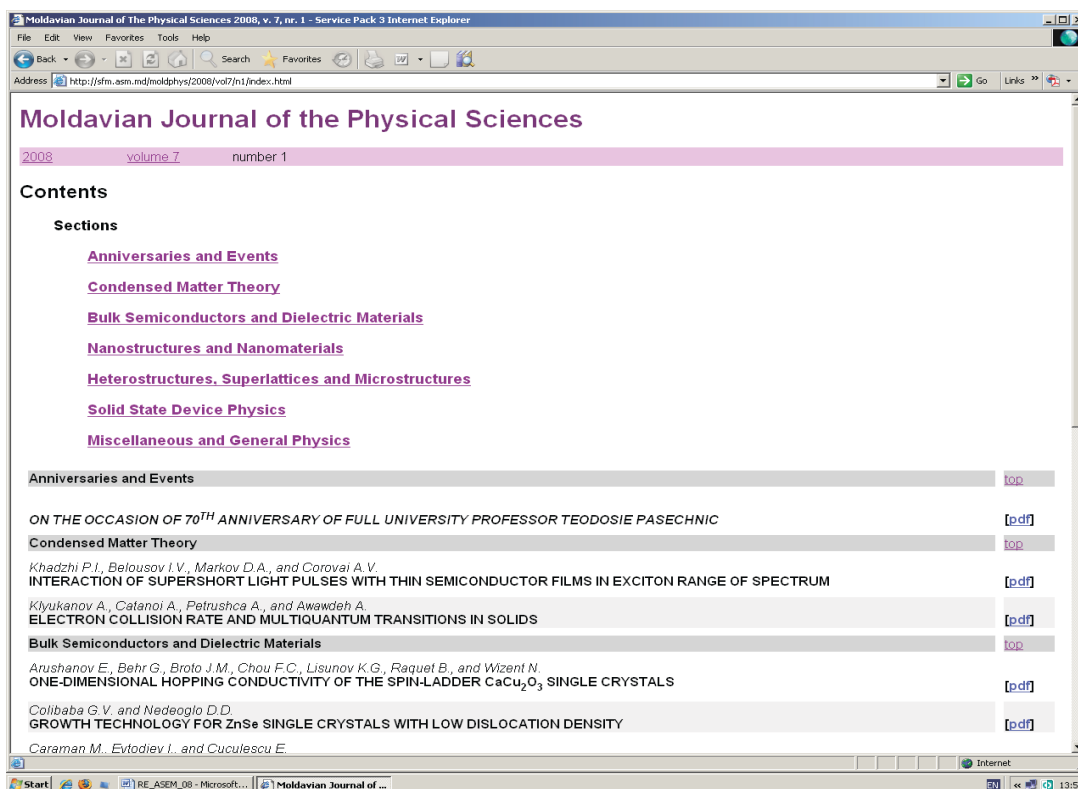 Moldavian Journal of The Physical Sciences 2008, v. 7, nr. 1 - Service Pack 3 Internet Explorer
File Edit View Favorites Tools Help
Back Search Favorites
Address http://sfm.asm.md/moldphys/2008/vol7/n1/index.html Go Links »
Moldavian Journal of the Physical Sciences
2008 volume 7 number 1
Contents
Sections
Anniversaries and Events
Condensed Matter Theory
Bulk Semiconductors and Dielectric Materials
Nanostructures and Nanomaterials
Heterostructures, Superlattices and Microstructures
Solid State Device Physics
Miscellaneous and General Physics
Anniversaries and Events top
ON THE OCCASION OF 70TH ANNIVERSARY OF FULL UNIVERSITY PROFESSOR TEODOSIE PASECHNIC [pdf]
Condensed Matter Theory top
Khadzhi P.I., Belousov I.V., Markov D.A., and Corovai A.V.
INTERACTION OF SUPERSHORT LIGHT PULSES WITH THIN SEMICONDUCTOR FILMS IN EXCITON RANGE OF SPECTRUM [pdf]
Klyukanov A., Catanoi A., Petrushca A., and Awawdeh A.
ELECTRON COLLISION RATE AND MULTIQUANTUM TRANSITIONS IN SOLIDS [pdf]
Bulk Semiconductors and Dielectric Materials top
Arushanov E., Behr G., Broto J.M., Chou F.C., Lisunov K.G., Raquet B., and Wizent N.
ONE-DIMENSIONAL HOPPING CONDUCTIVITY OF THE SPIN-LADDER CaCu2O3 SINGLE CRYSTALS [pdf]
Colibaba G.V. and Nedeoglo D.D.
GROWTH TECHNOLOGY FOR ZnSe SINGLE CRYSTALS WITH LOW DISLOCATION DENSITY [pdf]
Caraman M., Evtodiev I., and Cuculescu E.
Internet
Start RE_ASEM_08 - Microsoft... Moldavian Journal of ... EN « 13:5